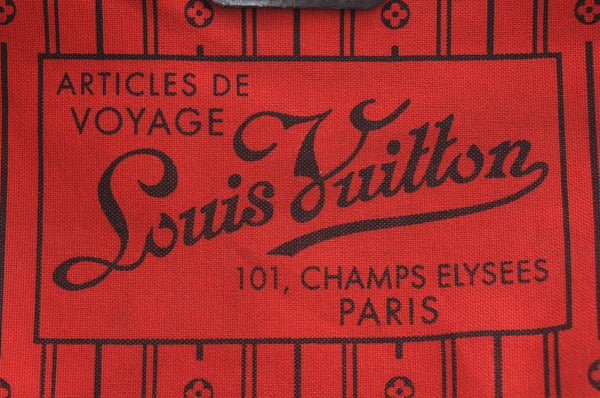 ARTICLES DE
VOYAGE
Louis Vuitton
101, CHAMPS ELYSEES
PARIS